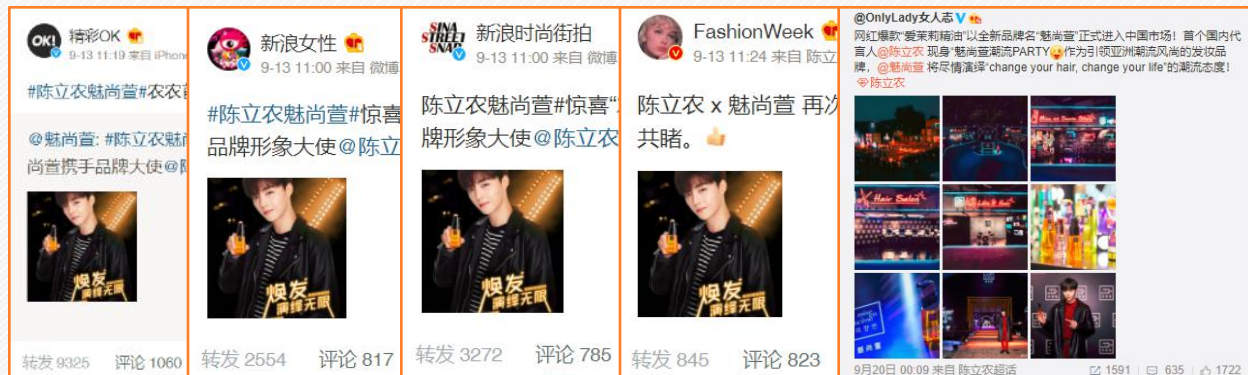 OK!
精彩OK
9-13 11:19 来自 iPhone
#陈立农魅尚萱#农农
@魅尚萱: #陈立农魅
尚萱携手品牌大使@
焕发
演绎无限
转发 9325 评论 1060
新浪女性
9-13 11:00 来自 微博
#陈立农魅尚萱#惊喜
品牌形象大使@陈立
焕发
演绎无限
转发 2554 评论 817
SINA
STREET
SNAP
新浪时尚街拍
9-13 11:00 来自 微博
陈立农魅尚萱#惊喜“
牌形象大使@陈立农
焕发
演绎无限
转发 3272 评论 785
FashionWeek
9-13 11:24 来自 陈立
陈立农 x 魅尚萱 再次
共睹。
焕发
演绎无限
转发 845 评论 823
@OnlyLady女人志
网红爆款“爱茉莉精油”以全新品牌名“魅尚萱”正式进入中国市场！首个国内代
言人@陈立农 现身“魅尚萱潮流PARTY 作为引领亚洲潮流风尚的发妆品
牌，@魅尚萱 将尽情演绎“change your hair, change your life”的潮流态度！
陈立农
Hair Salon
9月20日 00:09 来自 陈立农超话
1591 635 1722